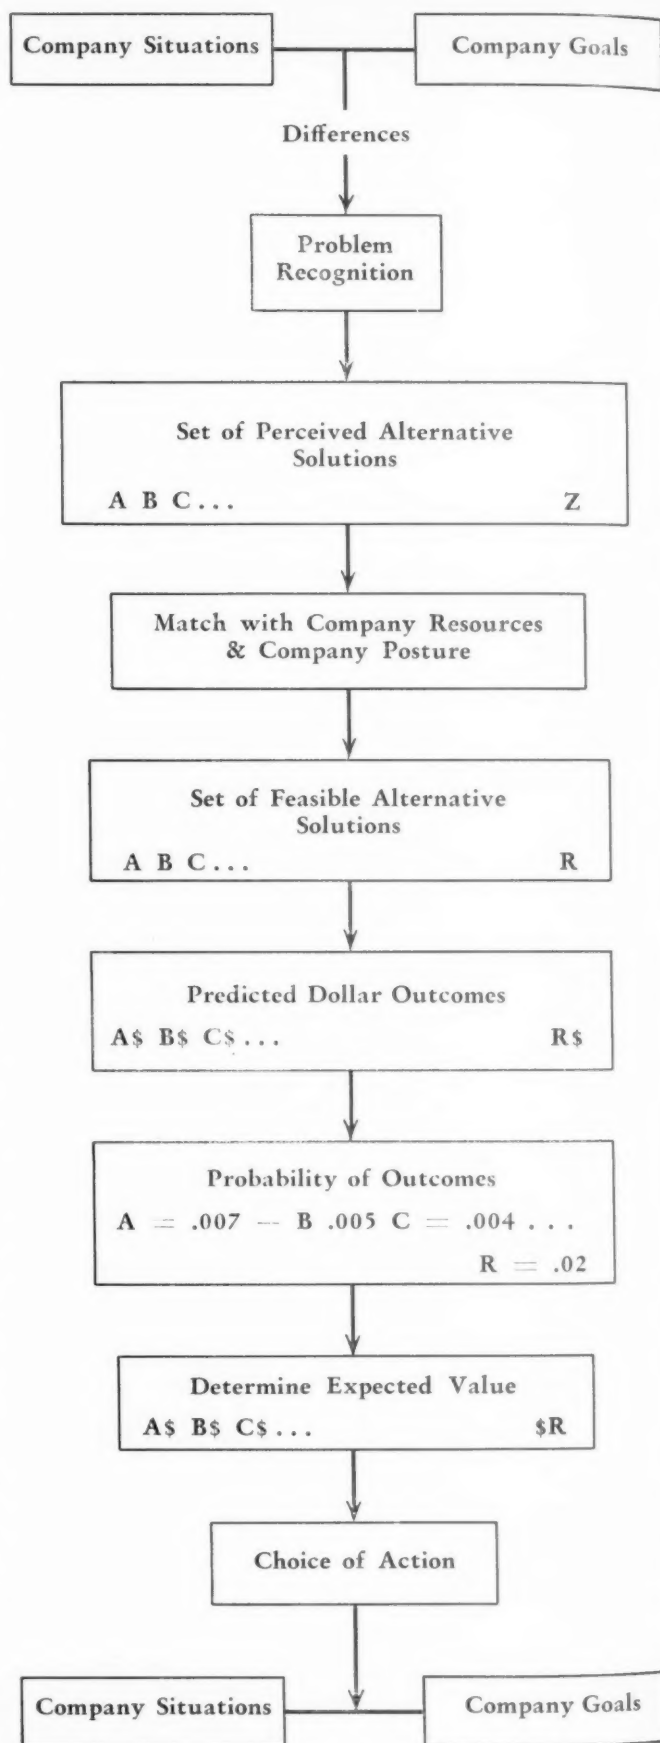 Company Situations
Company Goals
Differences
Problem
Recognition
Set of Perceived Alternative
Solutions
A B C... Z
Match with Company Resources
& Company Posture
Set of Feasible Alternative
Solutions
A B C... R
Predicted Dollar Outcomes
A$ B$ C$... R$
Probability of Outcomes
A = .007 — B .005 C = .004 ...
R = .02
Determine Expected Value
A$ B$ C$... $R
Choice of Action
Company Situations
Company Goals